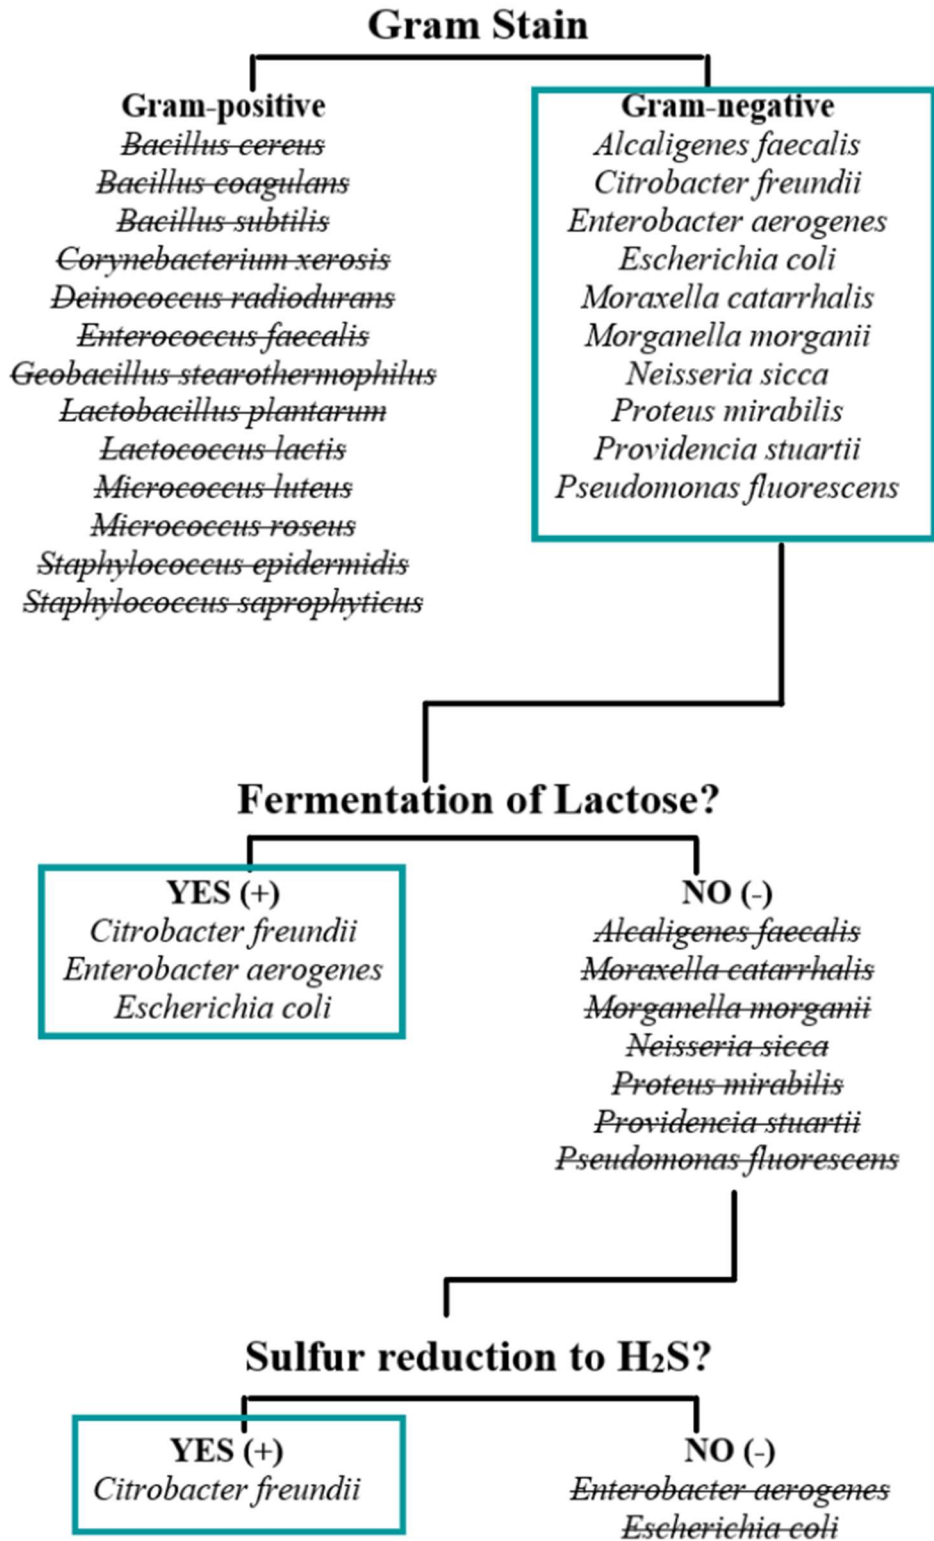 Gram Stain
Gram-positive
Bacillus cereus
Bacillus coagulans
Bacillus subtilis
Corynebacterium xerosis
Deinococcus radiodurans
Enterococcus faecalis
Geobacillus stearothermophilus
Lactobacillus plantarum
Lactococcus lactis
Micrococcus luteus
Micrococcus roseus
Staphylococcus epidermidis
Staphylococcus saprophyticus
Gram-negative
Alcaligenes faecalis
Citrobacter freundii
Enterobacter aerogenes
Escherichia coli
Moraxella catarrhalis
Morganella morganii
Neisseria sicca
Proteus mirabilis
Providencia stuartii
Pseudomonas fluorescens
Fermentation of Lactose?
YES (+)
Citrobacter freundii
Enterobacter aerogenes
Escherichia coli
NO (-)
Alcaligenes faecalis
Moraxella catarrhalis
Morganella morganii
Neisseria sicca
Proteus mirabilis
Providencia stuartii
Pseudomonas fluorescens
Sulfur reduction to H₂S?
YES (+)
Citrobacter freundii
NO (-)
Enterobacter aerogenes
Escherichia coli